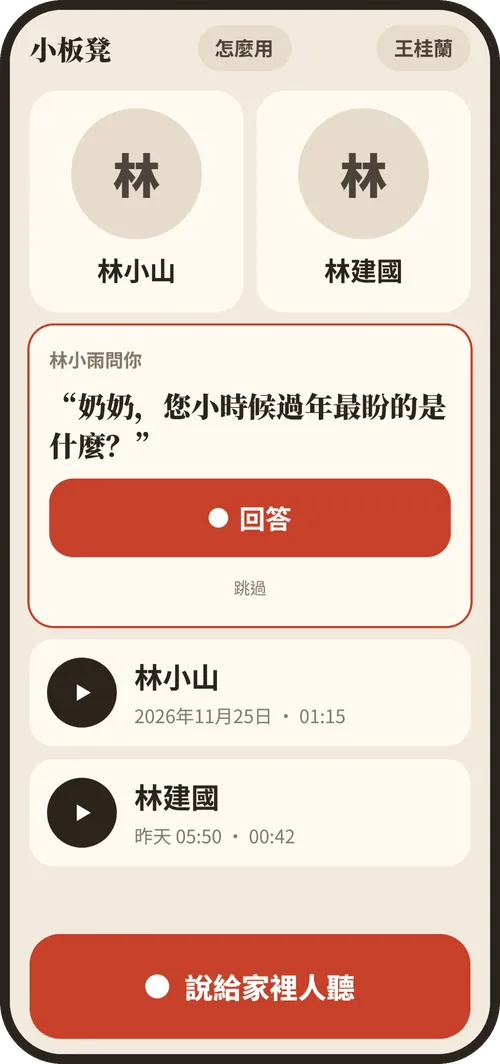 小板凳
怎麼用
王桂蘭
林
林
林小山
林建國
林小雨問你
“奶奶，您小時候過年最盼的是
什麼？”
回答
跳過
林小山
2026年11月25日 · 01:15
林建國
昨天 05:50 · 00:42
說給家裡人聽